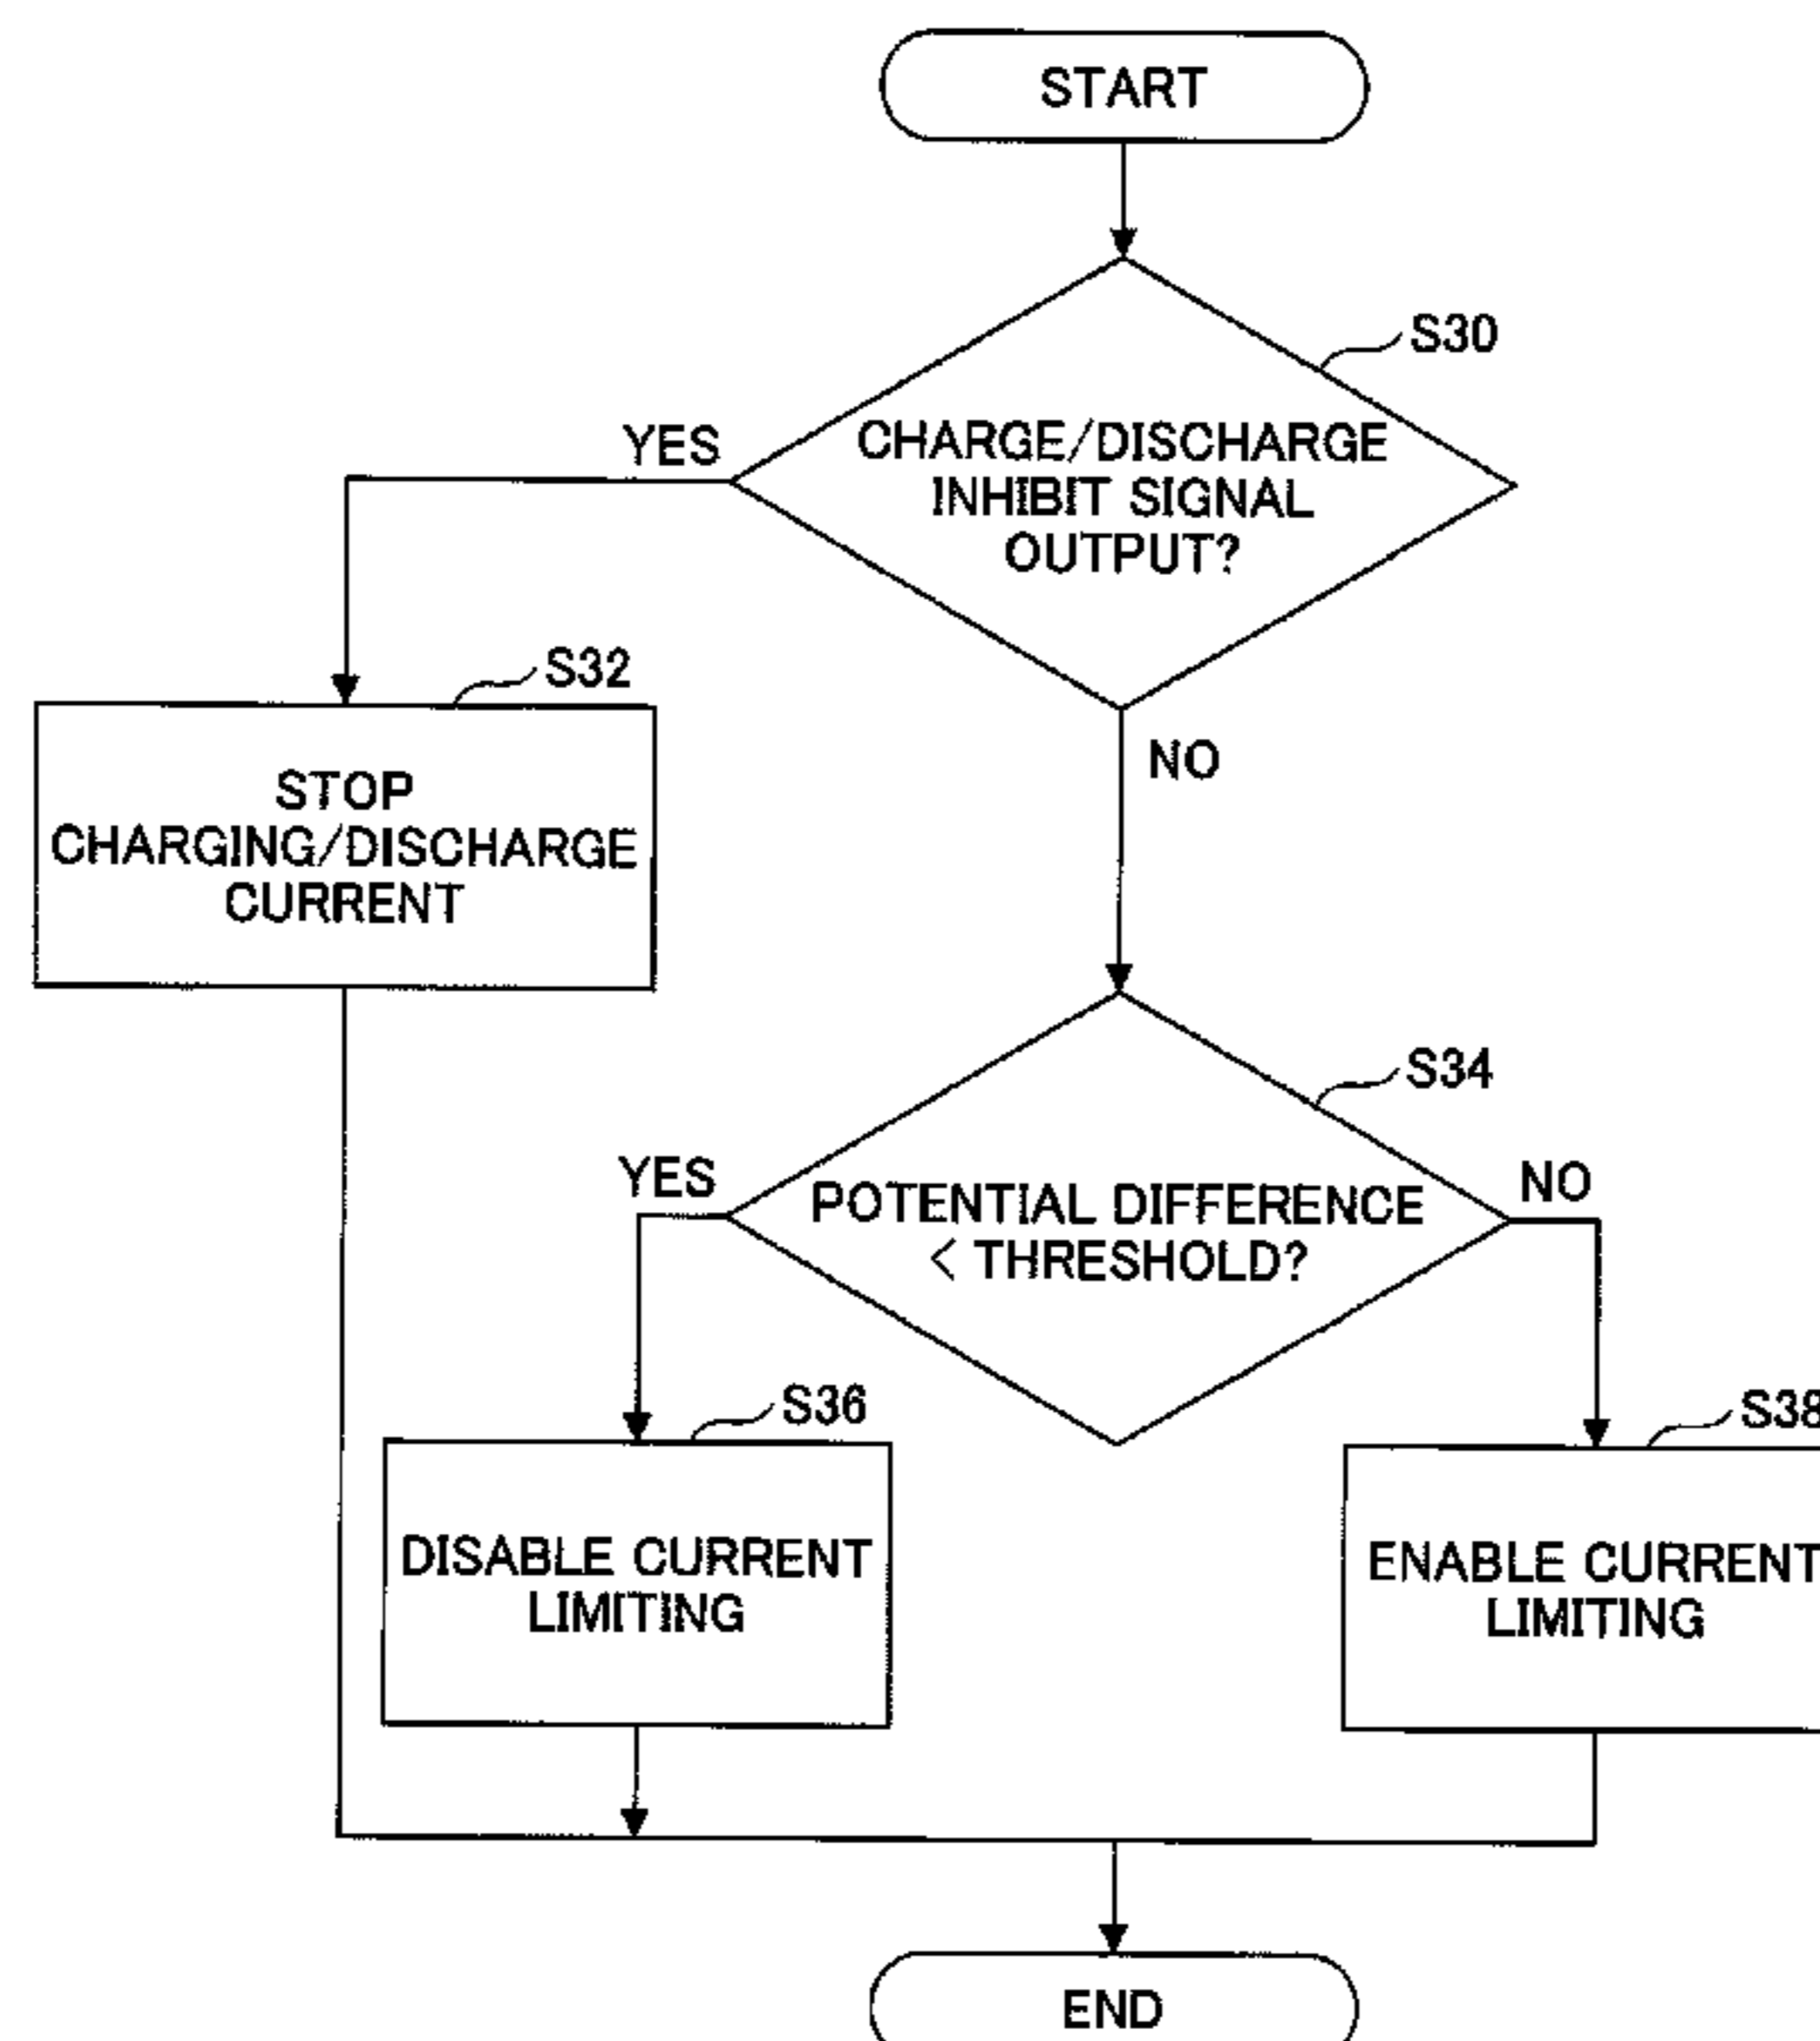 START
S30
CHARGE/DISCHARGE
INHIBIT SIGNAL
OUTPUT?
YES
NO
S32
STOP
CHARGING/DISCHARGE
CURRENT
S34
POTENTIAL DIFFERENCE
< THRESHOLD?
YES
NO
S36
DISABLE CURRENT
LIMITING
S38
ENABLE CURRENT
LIMITING
END